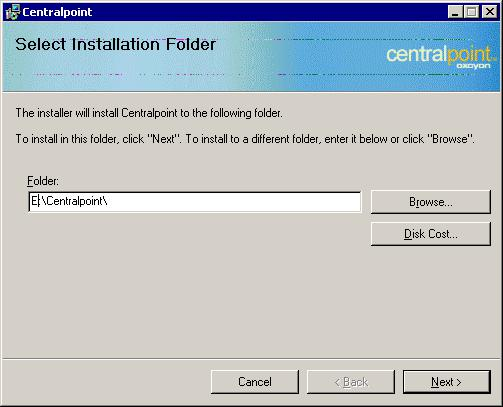 Centralpoint
Select Installation Folder
centralpoint
oxcyon
The installer will install Centralpoint to the following folder.
To install in this folder, click "Next". To install to a different folder, enter it below or click "Browse".
Folder:
E:\Centralpoint\
Browse...
Disk Cost...
Cancel
< Back
Next >